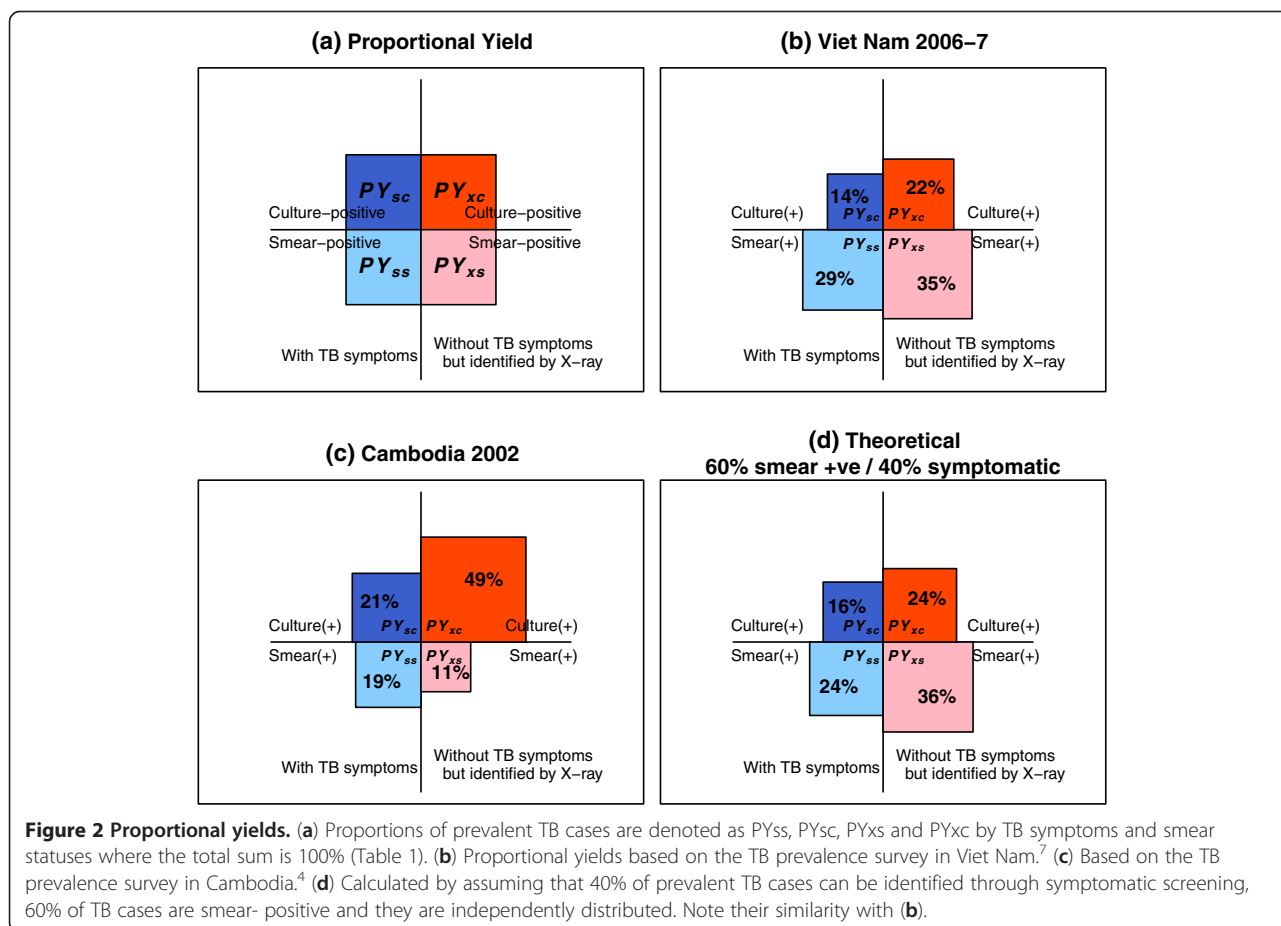 (a) Proportional Yield
PYsc PYxc
Culture−positive Culture−positive
Smear−positive Smear−positive
PYss PYxs
With TB symptoms
Without TB symptoms
but identified by X−ray
(b) Viet Nam 2006−7
14% 22%
Culture(+) PYsc PYxc Culture(+)
Smear(+) PYss PYxs Smear(+)
29% 35%
With TB symptoms
Without TB symptoms
but identified by X−ray
(c) Cambodia 2002
49%
21%
Culture(+) PYsc PYxc Culture(+)
Smear(+) PYss PYxs Smear(+)
19% 11%
With TB symptoms
Without TB symptoms
but identified by X−ray
(d) Theoretical
60% smear +ve / 40% symptomatic
16% 24%
Culture(+) PYsc PYxc Culture(+)
Smear(+) PYss PYxs Smear(+)
24% 36%
With TB symptoms
Without TB symptoms
but identified by X−ray
Figure 2 Proportional yields. (a) Proportions of prevalent TB cases are denoted as PYss, PYsc, PYxs and PYxc by TB symptoms and smear
statuses where the total sum is 100% (Table 1). (b) Proportional yields based on the TB prevalence survey in Viet Nam.7 (c) Based on the TB
prevalence survey in Cambodia.4 (d) Calculated by assuming that 40% of prevalent TB cases can be identified through symptomatic screening,
60% of TB cases are smear- positive and they are independently distributed. Note their similarity with (b).